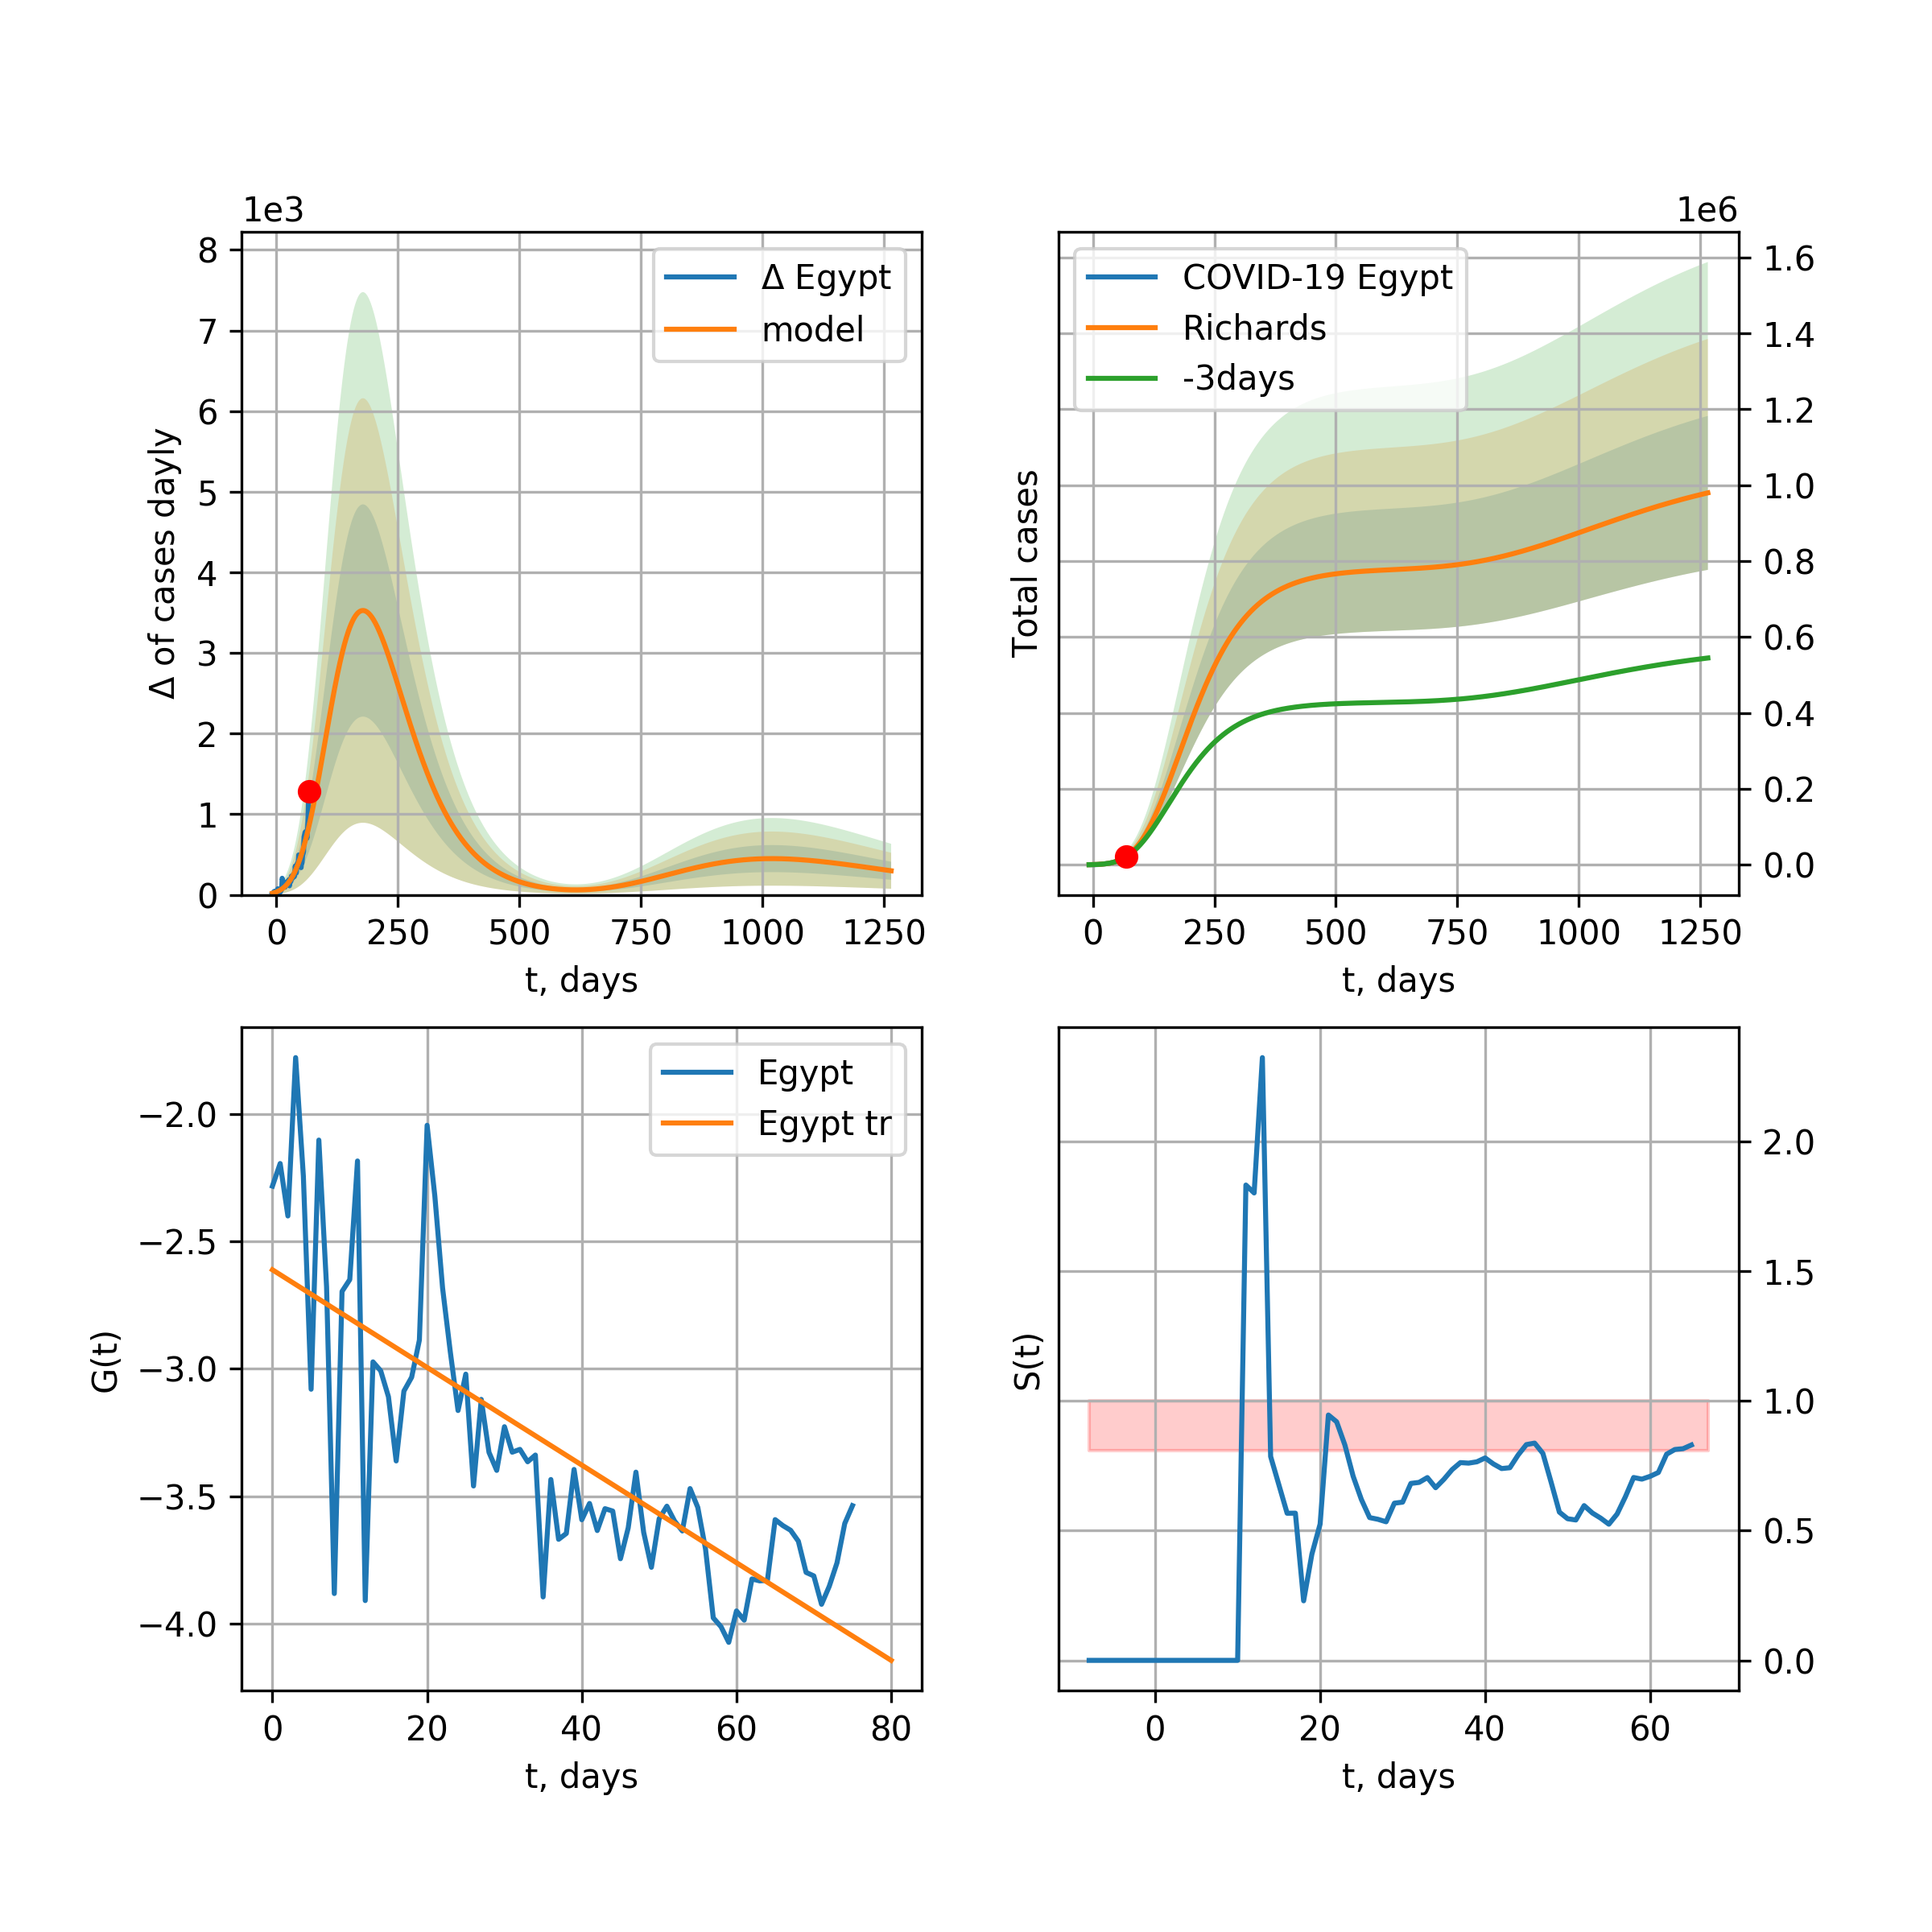 1e3
8
7
6
5
4
3
2
1
0
Δ of cases dayly
Δ Egypt
model
0 250 500 750 1000 1250
t, days
1e6
COVID-19 Egypt
Richards
-3days
Total cases
1.6
1.4
1.2
1.0
0.8
0.6
0.4
0.2
0.0
0 250 500 750 1000 1250
t, days
Egypt
Egypt tr
−2.0
−2.5
−3.0
−3.5
−4.0
G(t)
0 20 40 60 80
t, days
S(t)
2.0
1.5
1.0
0.5
0.0
0 20 40 60
t, days